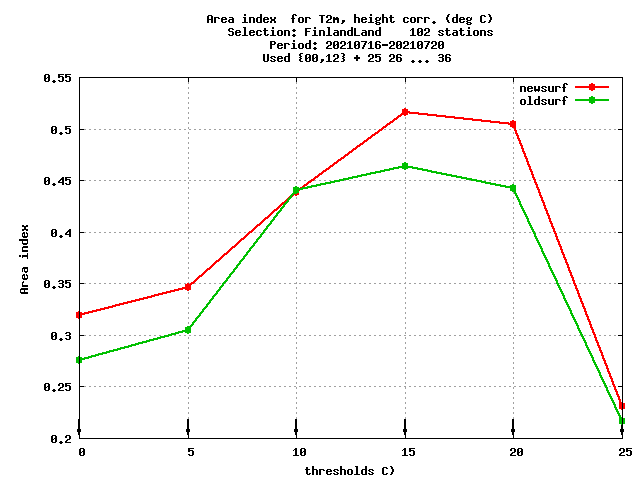 Area index  for T2m, height corr. (deg C)
Selection: FinlandLand    102 stations
Period: 20210716-20210720
Used {00,12} + 25 26 ... 36
newsurf
oldsurf
0.55
0.5
0.45
0.4
0.35
0.3
0.25
0.2
Area index
0 5 10 15 20 25
thresholds C)